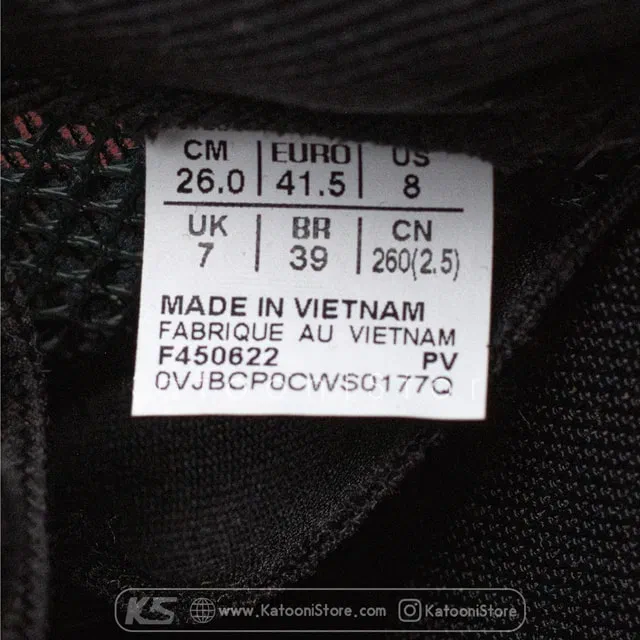 CM | EURO | US
26.0 | 41.5 | 8
UK | BR | CN
7 | 39 | 260(2.5)
MADE IN VIETNAM
FABRIQUE AU VIETNAM
F450622 PV
0VJBCP0CWS0177Q
KS www.KatooniStore.com KatooniStore